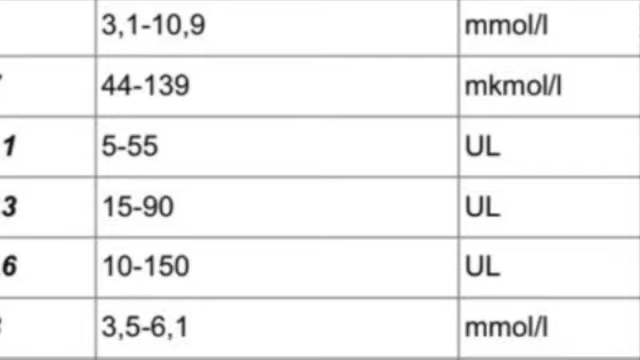 3,1-10,9 mmol/l
44-139 mkmol/l
1 5-55 UL
3 15-90 UL
6 10-150 UL
3,5-6,1 mmol/l